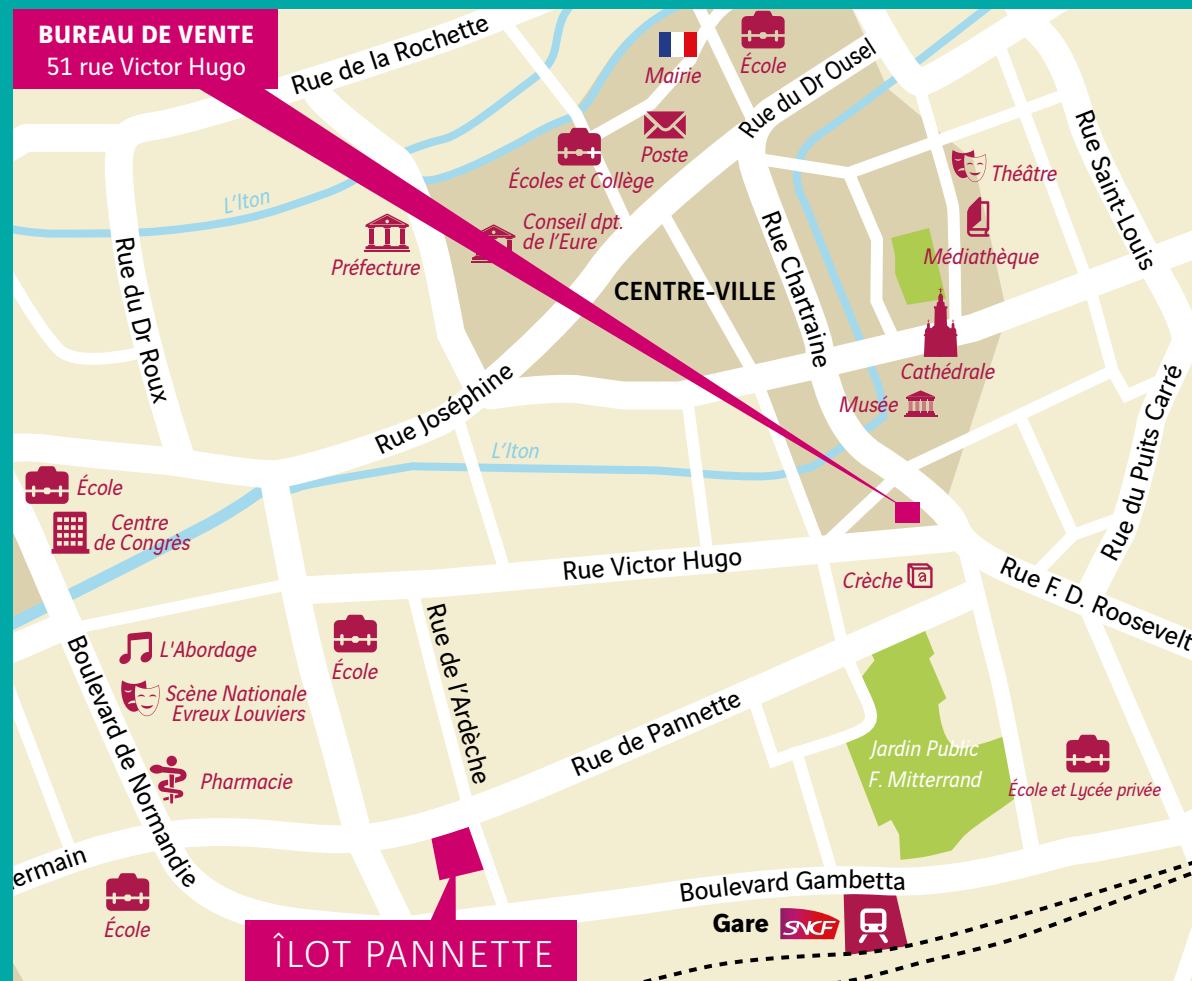 BUREAU DE VENTE
51 rue Victor Hugo
Rue de la Rochette
Mairie
École
Rue du Dr Ousel
Poste
Écoles et Collège
Rue Saint-Louis
Théâtre
L'Iton
Conseil dpt.
de l'Eure
Préfecture
Médiathèque
Rue du Dr Roux
CENTRE-VILLE
Rue Chartraine
Cathédrale
Musée
Rue Joséphine
Rue du Puits Carré
L'Iton
École
Centre
de Congrès
Rue Victor Hugo
Crèche
a
Rue F. D. Roosevelt
L'Abordage
École
Rue de l'Ardèche
Scène Nationale
Evreux Louviers
Boulevard de Normandie
Rue de Pannette
Jardin Public
F. Mitterrand
Pharmacie
École et Lycée privée
ermain
École
Boulevard Gambetta
Gare
SNCF
ÎLOT PANNETTE